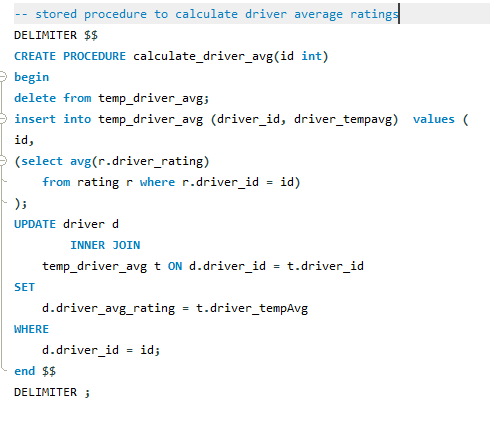 -- stored procedure to calculate driver average ratings
DELIMITER $$
CREATE PROCEDURE calculate_driver_avg(id int)
begin
delete from temp_driver_avg;
insert into temp_driver_avg (driver_id, driver_tempavg)  values (
id,
(select avg(r.driver_rating)
    from rating r where r.driver_id = id)
);
UPDATE driver d
        INNER JOIN
    temp_driver_avg t ON d.driver_id = t.driver_id
SET
    d.driver_avg_rating = t.driver_tempAvg
WHERE
    d.driver_id = id;
end $$
DELIMITER ;